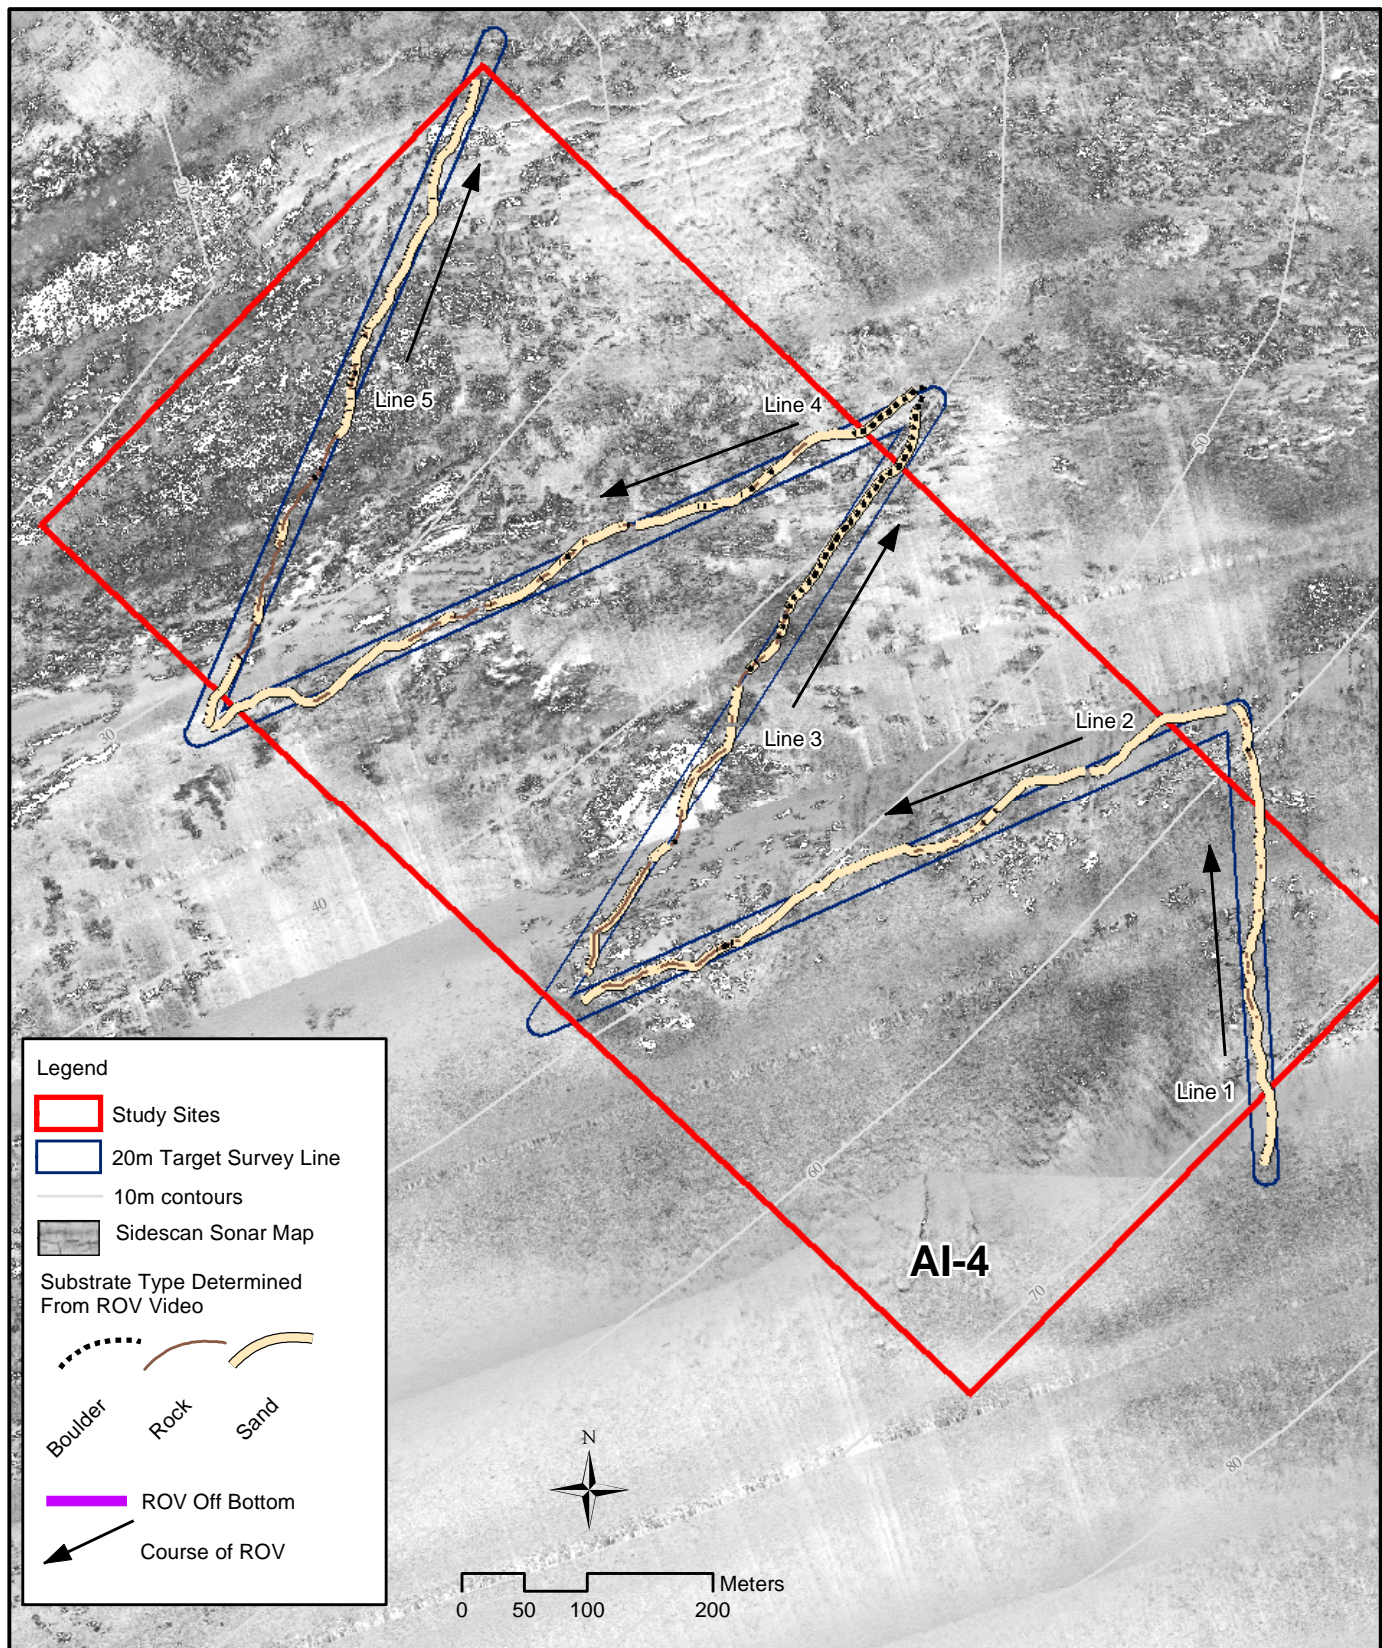 20
Line 5
Line 4
50
30
Line 3
Line 2
40
Line 1
60
AI-4
70
80
Legend
Study Sites
20m Target Survey Line
10m contours
Sidescan Sonar Map
Substrate Type Determined
From ROV Video
Boulder
Rock
Sand
ROV Off Bottom
Course of ROV
N
Meters
0 50 100 200